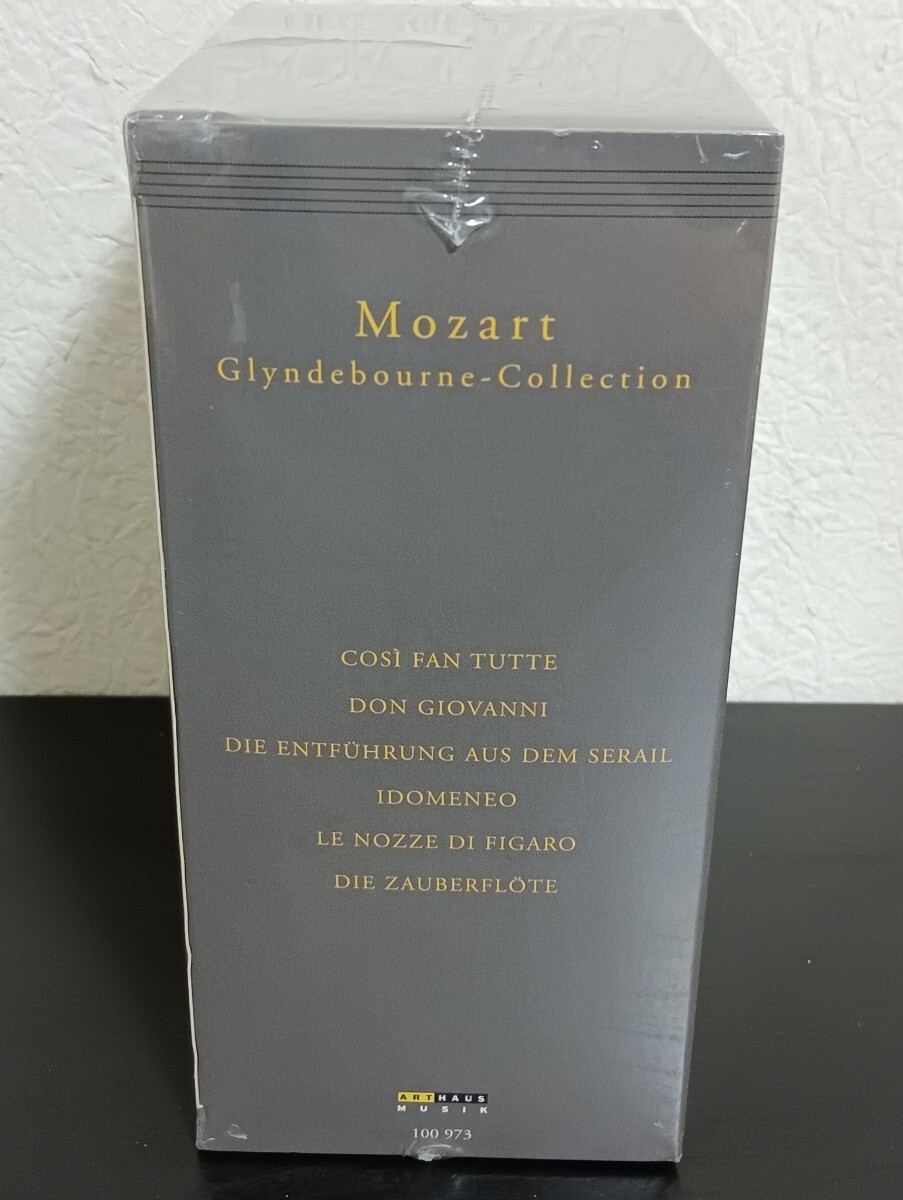 Mozart
Glyndebourne-Collection
COSÌ FAN TUTTE
DON GIOVANNI
DIE ENTFÜHRUNG AUS DEM SERAIL
IDOMENEO
LE NOZZE DI FIGARO
DIE ZAUBERFLÖTE
ARTHAUS
MUSIK
100 973